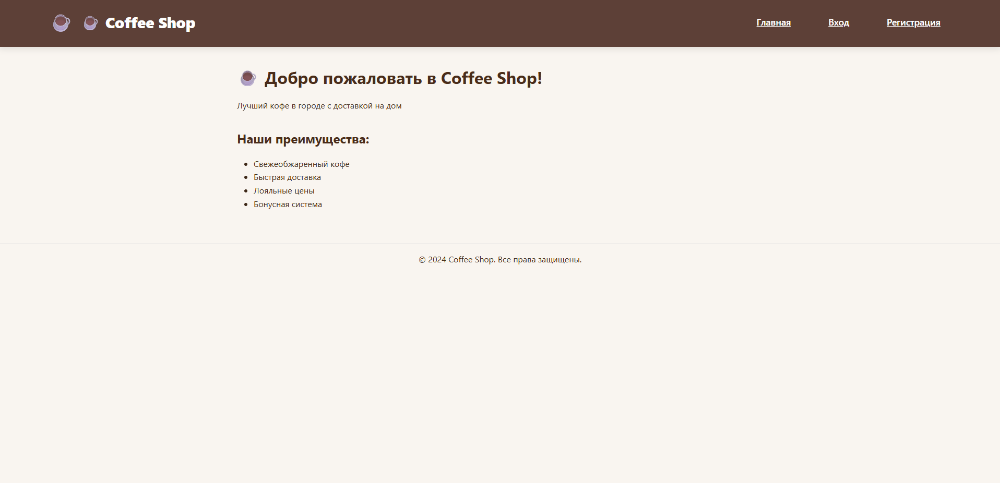 Coffee Shop
Главная
Вход
Регистрация
Добро пожаловать в Coffee Shop!
Лучший кофе в городе с доставкой на дом
Наши преимущества:
Свежеобжаренный кофе
Быстрая доставка
Лояльные цены
Бонусная система
© 2024 Coffee Shop. Все права защищены.